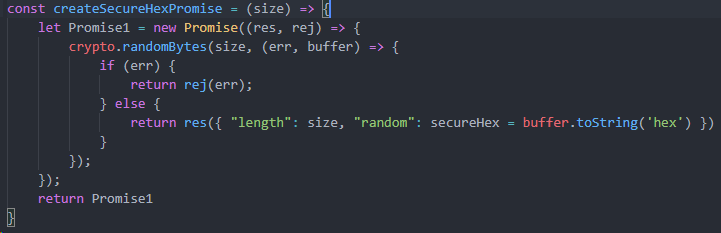 const createSecureHexPromise = (size) => {
let Promise1 = new Promise((res, rej) => {
crypto.randomBytes(size, (err, buffer) => {
if (err) {
return rej(err);
} else {
return res({ "length": size, "random": secureHex = buffer.toString('hex') })
}
});
});
return Promise1
}